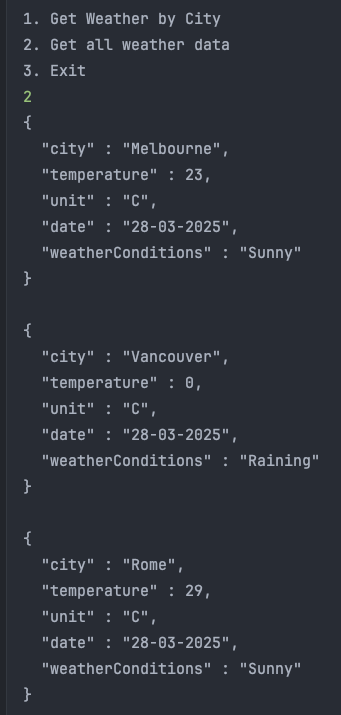 1. Get Weather by City
2. Get all weather data
3. Exit
2
{
  "city" : "Melbourne",
  "temperature" : 23,
  "unit" : "C",
  "date" : "28-03-2025",
  "weatherConditions" : "Sunny"
}

{
  "city" : "Vancouver",
  "temperature" : 0,
  "unit" : "C",
  "date" : "28-03-2025",
  "weatherConditions" : "Raining"
}

{
  "city" : "Rome",
  "temperature" : 29,
  "unit" : "C",
  "date" : "28-03-2025",
  "weatherConditions" : "Sunny"
}